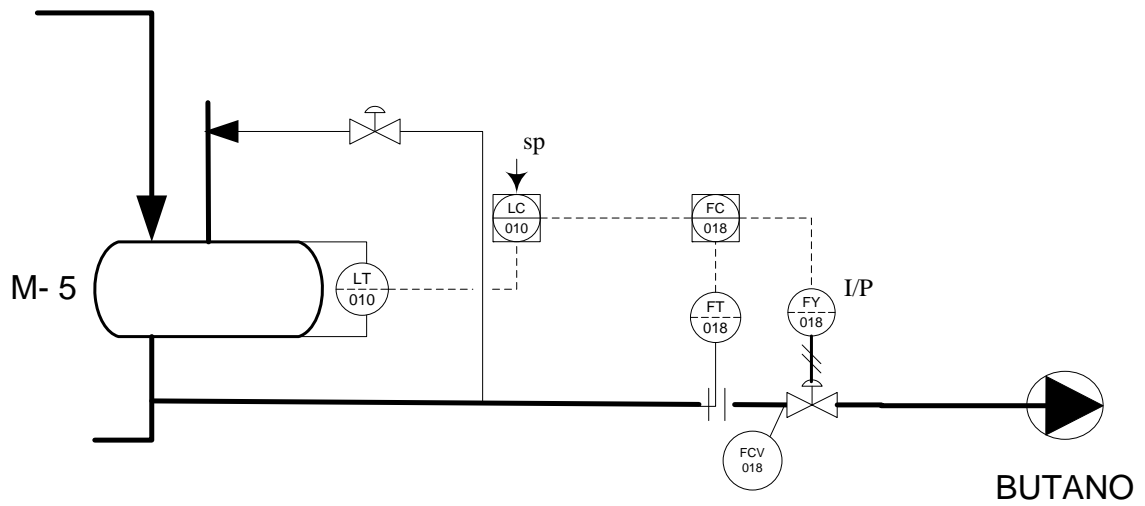 sp
LC
010
FC
018
M- 5
LT
010
FT
018
FY
018
I/P
FCV
018
BUTANO